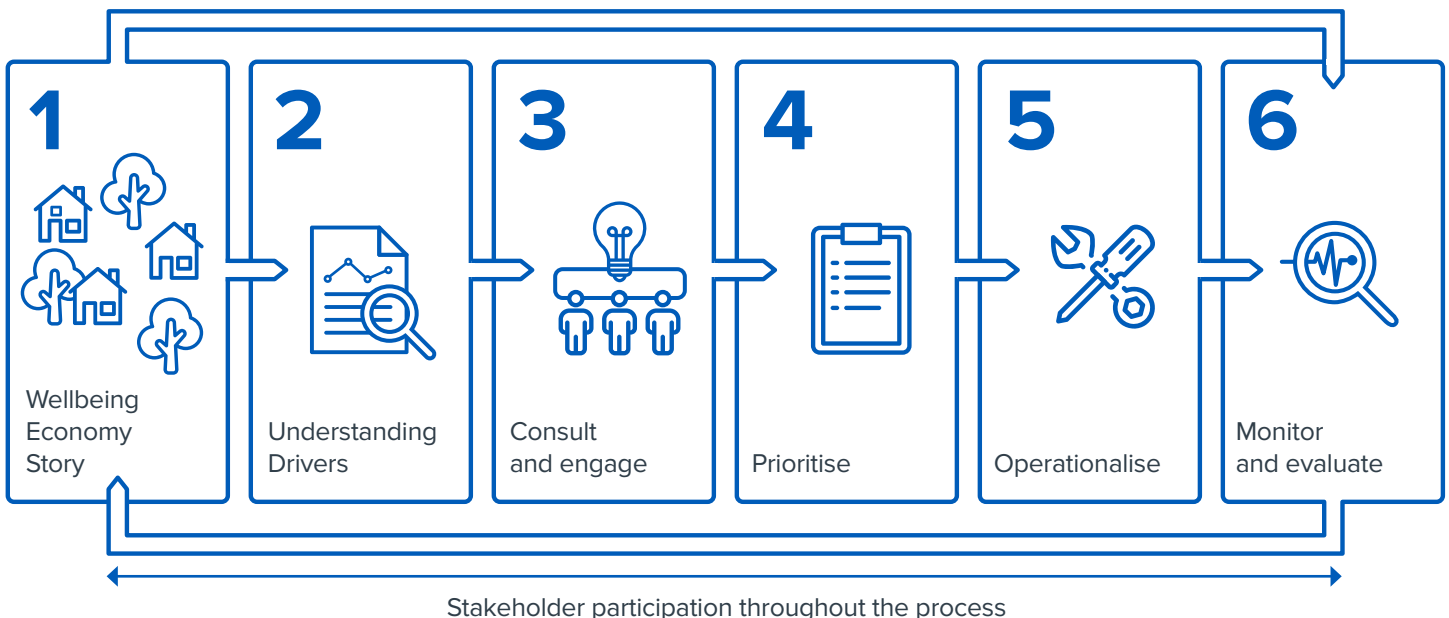 1
Wellbeing
Economy
Story
2
Understanding
Drivers
3
Consult
and engage
4
Prioritise
5
Operationalise
6
Monitor
and evaluate
Stakeholder participation throughout the process